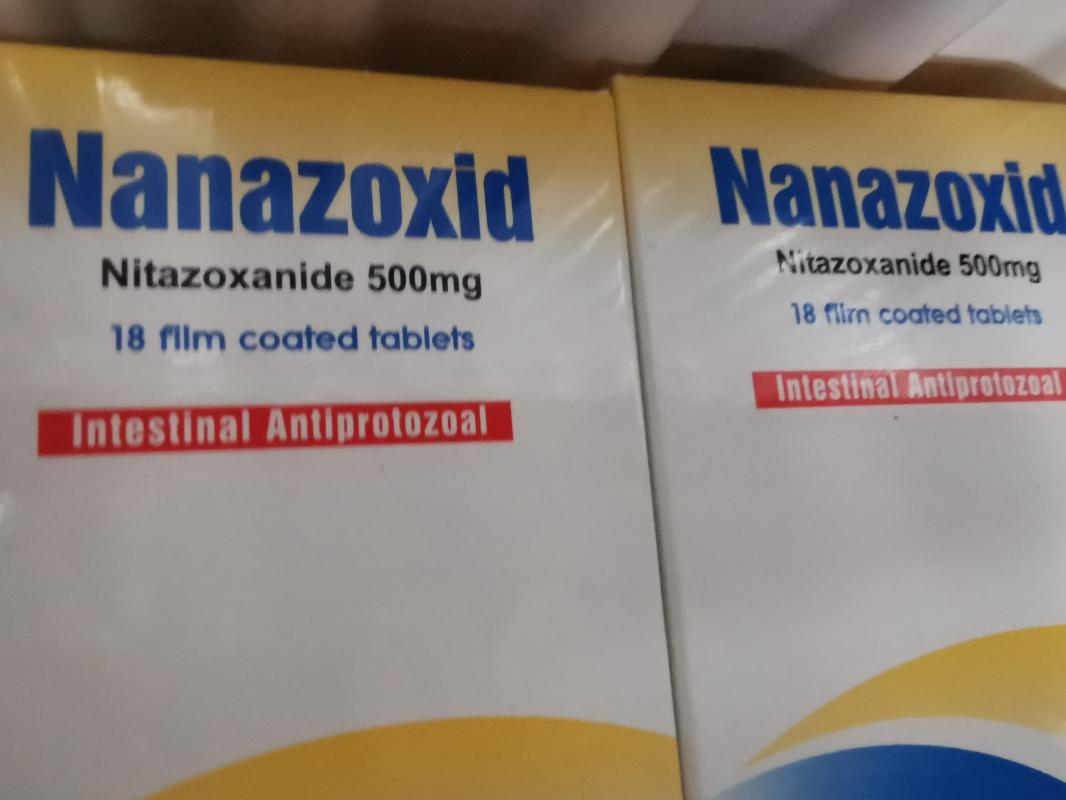 Nanazoxid
Nitazoxanide 500mg
18 film coated tablets
Intestinal Antiprotozoal
Nanazoxid
Nitazoxanide 500mg
18 film coated tablets
Intestinal Antiprotozoal